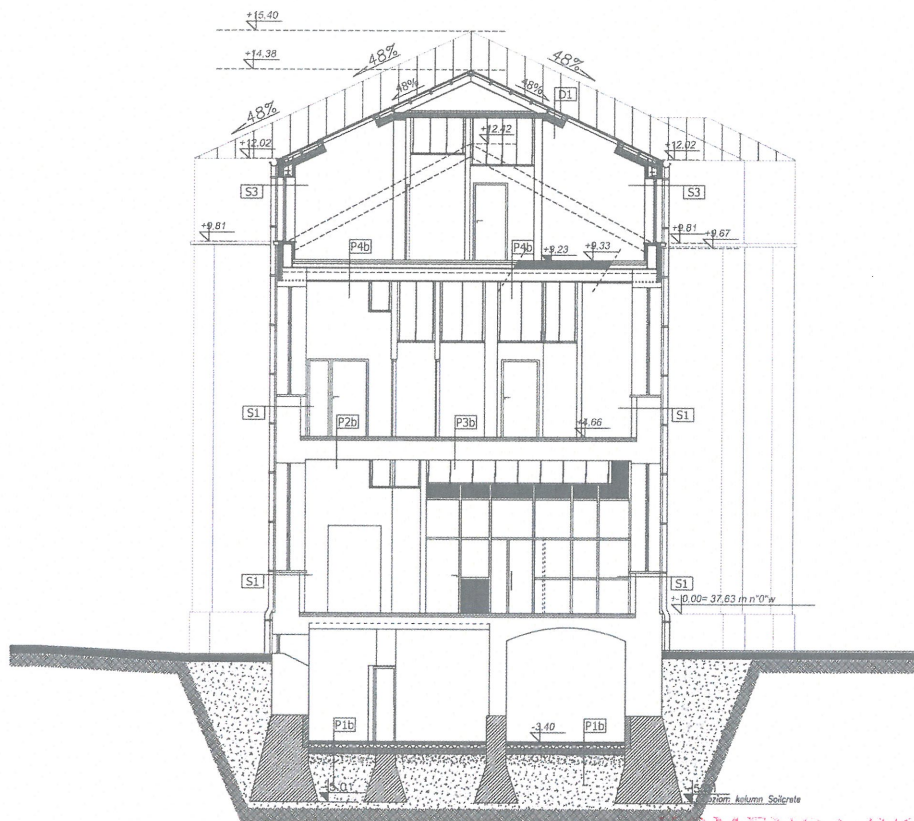 +15.40
+14.38
48%
48%
48%
48%
48%
D1
+12.42
+12.02
+12.02
S3
S3
+9.81
P4b
P4b
+9.23
+9.33
+9.81
+9.67
S1
P2b
P3b
+4.66
S1
S1
S1
+-0,00= 37,63 m n"0"w
P1b
-3.40
P1b
kolumn Soilcrete